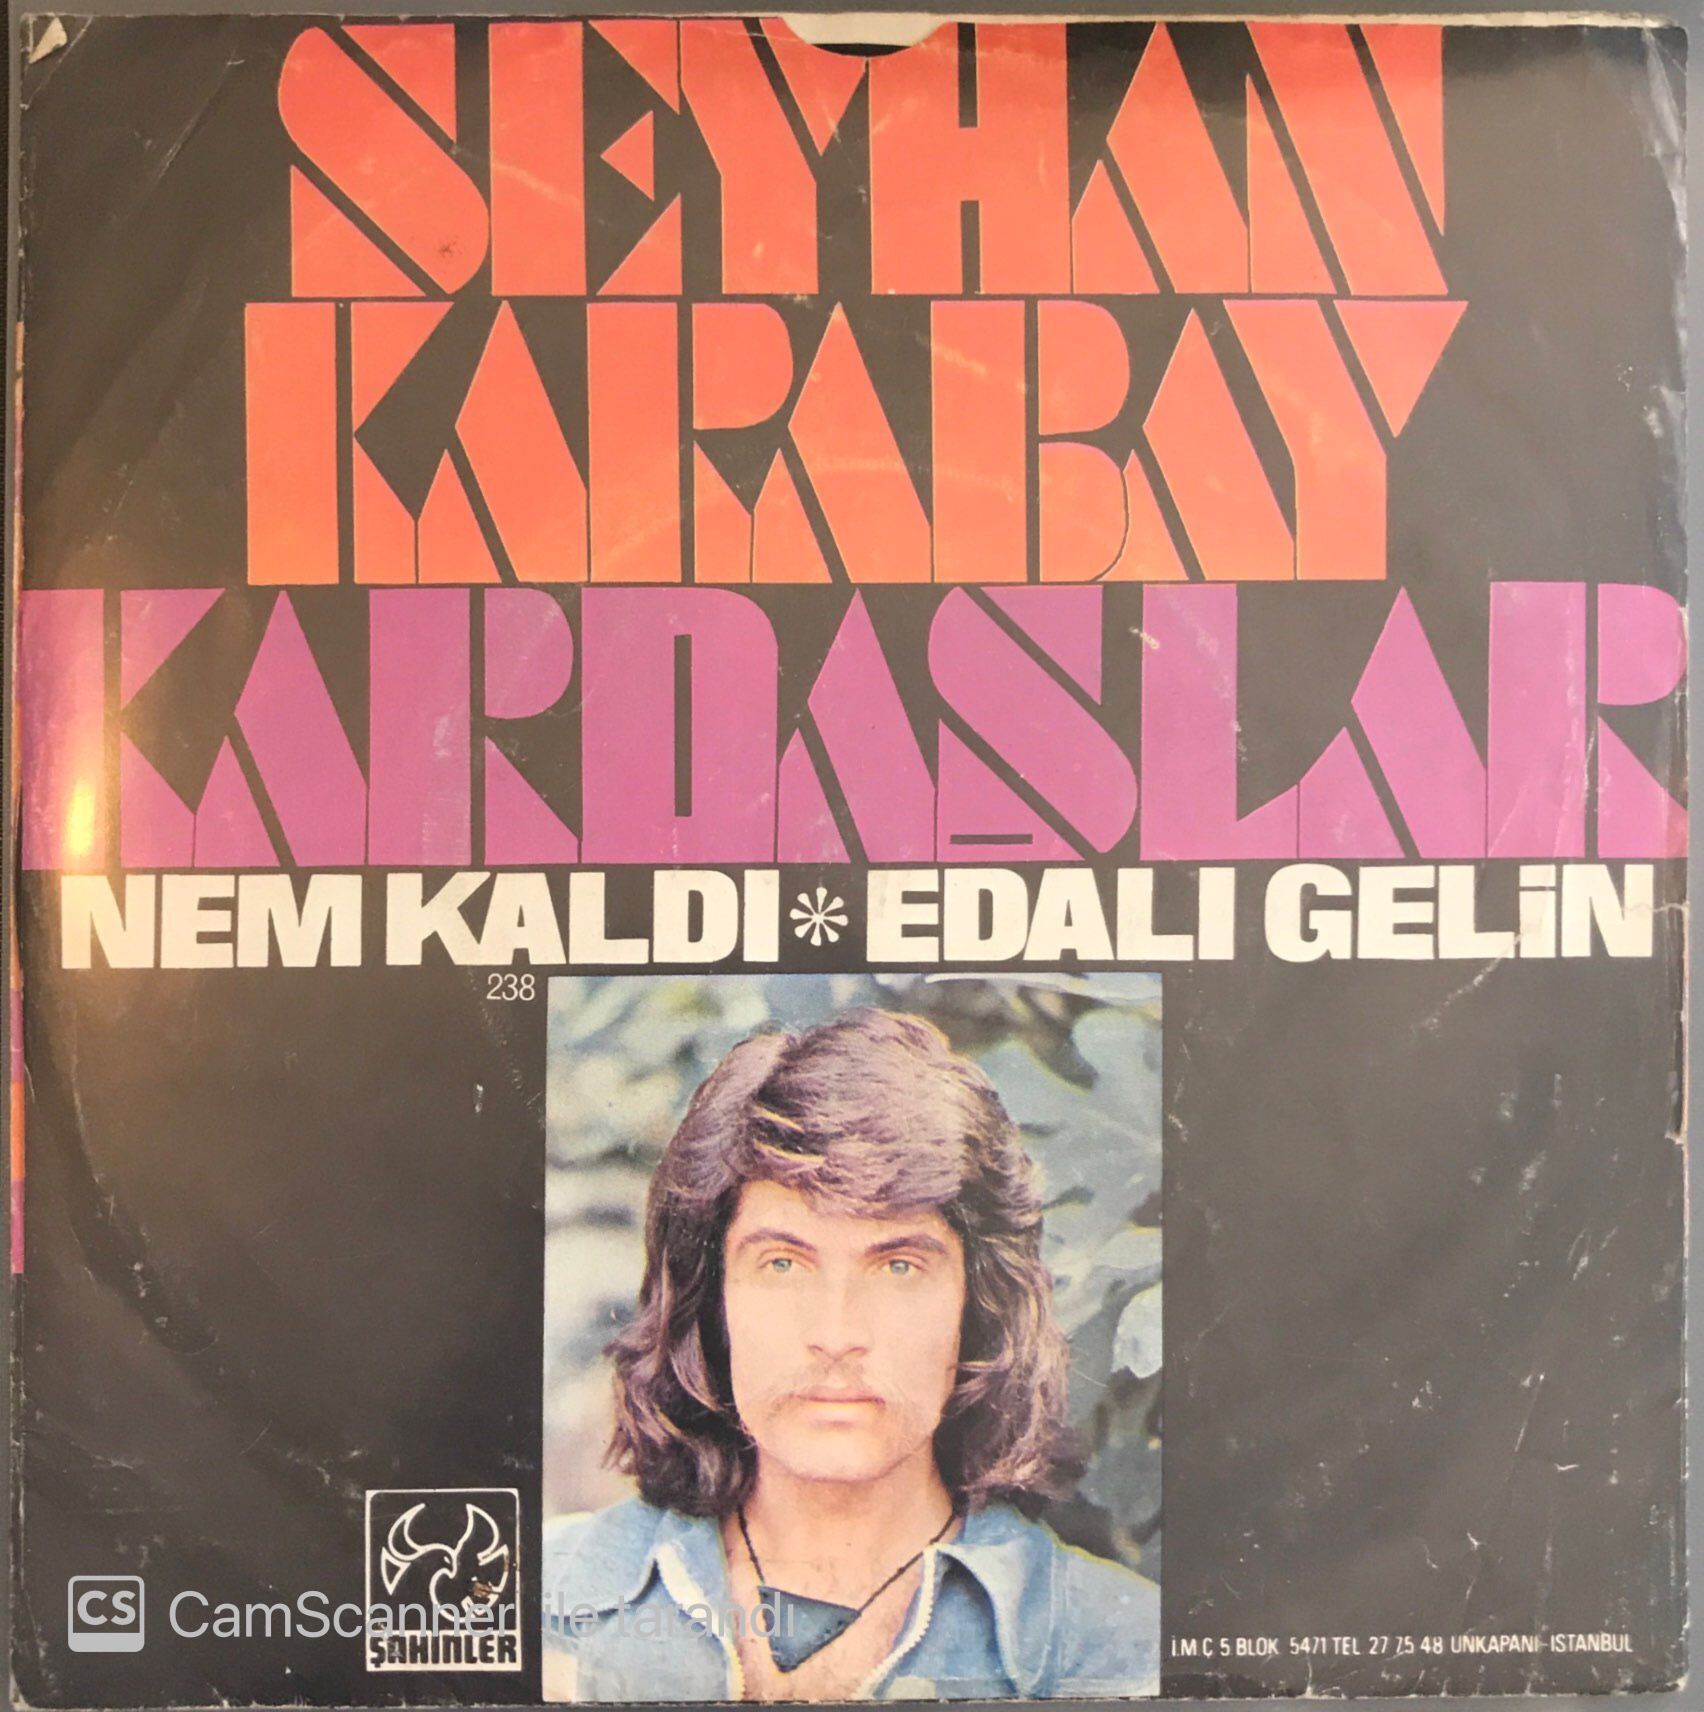 SEYHAN
KARABAY
KARDAŞLAR
NEM KALDI * EDALI GELİN
238
ŞAHİNLER
CS CamScanner ile tarandı
İ.M Ç 5 BLOK 5471 TEL 27 75 48 UNKAPANI-ISTANBUL